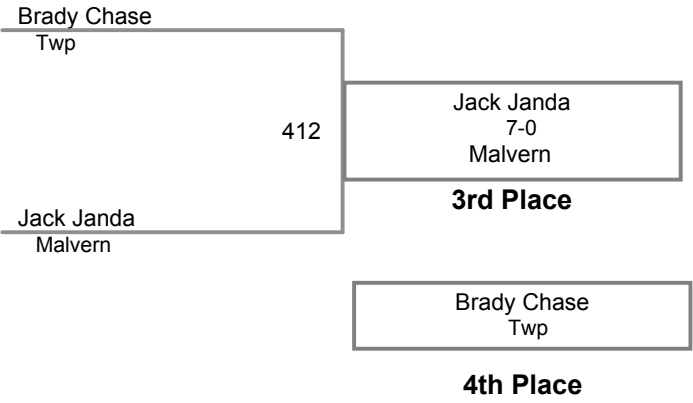 Brady Chase
Twp
412
Jack Janda
7-0
Malvern
3rd Place
Jack Janda
Malvern
Brady Chase
Twp
4th Place